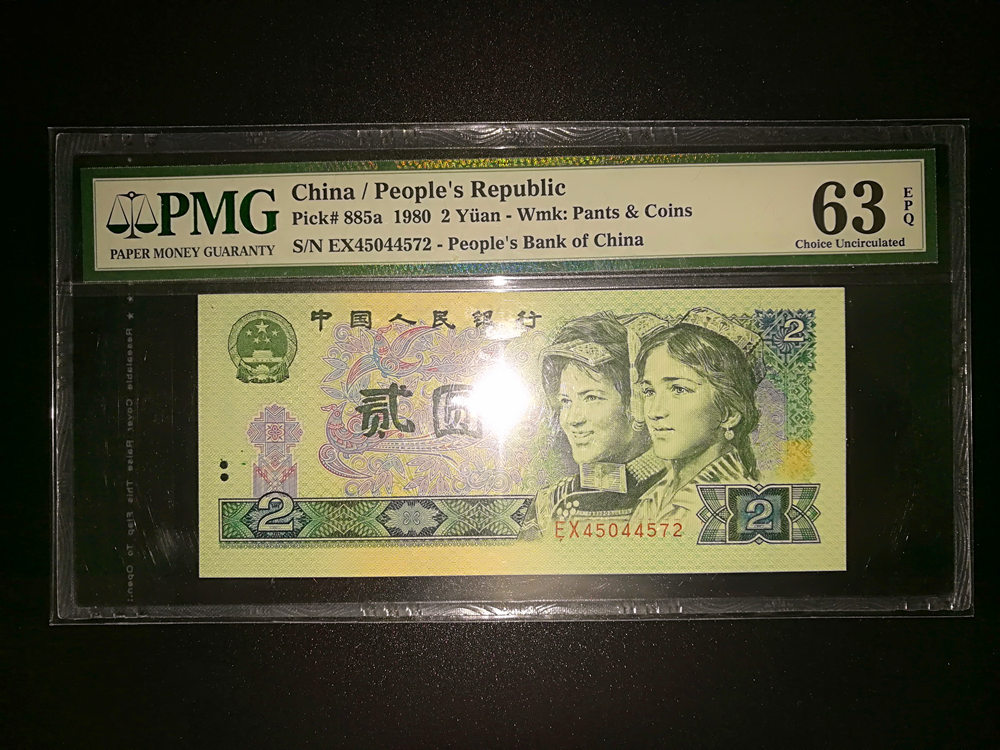 PMG
PAPER MONEY GUARANTY
China / People's Republic
Pick# 885a 1980 2 Yüan - Wmk: Pants & Coins
S/N EX45044572 - People's Bank of China
63
EPQ
Choice Uncirculated
★ Resealable Cover. Raise This Flap To Open.
中国人民银行
2
贰圆
2
EX45044572
2